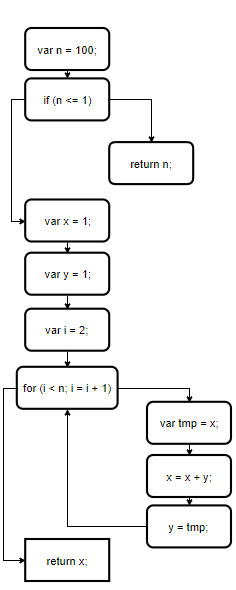 var n = 100;
if (n <= 1)
return n;
var x = 1;
var y = 1;
var i = 2;
for (i < n; i = i + 1)
var tmp = x;
x = x + y;
y = tmp;
return x;